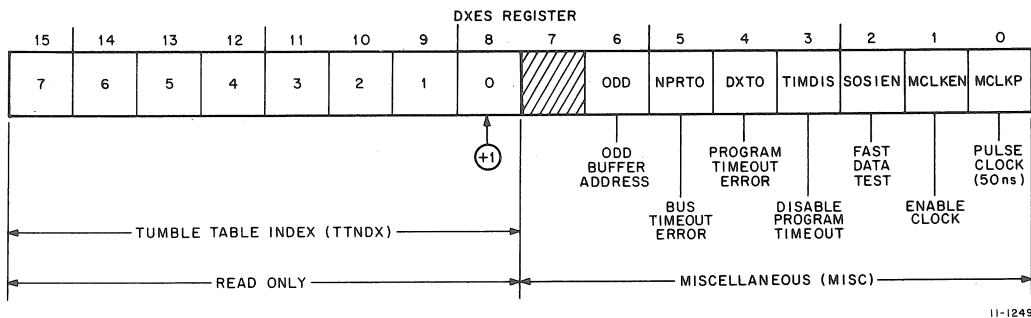 DXES REGISTER
15 14 13 12 11 10 9 8 7 6 5 4 3 2 1 0
7 6 5 4 3 2 1 0 ODD NPRTO DXTO TIMDIS SOSIEN MCLKEN MCLKP
+1
ODD BUFFER ADDRESS
BUS TIMEOUT ERROR
PROGRAM TIMEOUT ERROR
DISABLE PROGRAM TIMEOUT
FAST DATA TEST
ENABLE CLOCK
PULSE CLOCK (50ns)
TUMBLE TABLE INDEX (TTNDX)
READ ONLY
MISCELLANEOUS (MISC)
11-1249